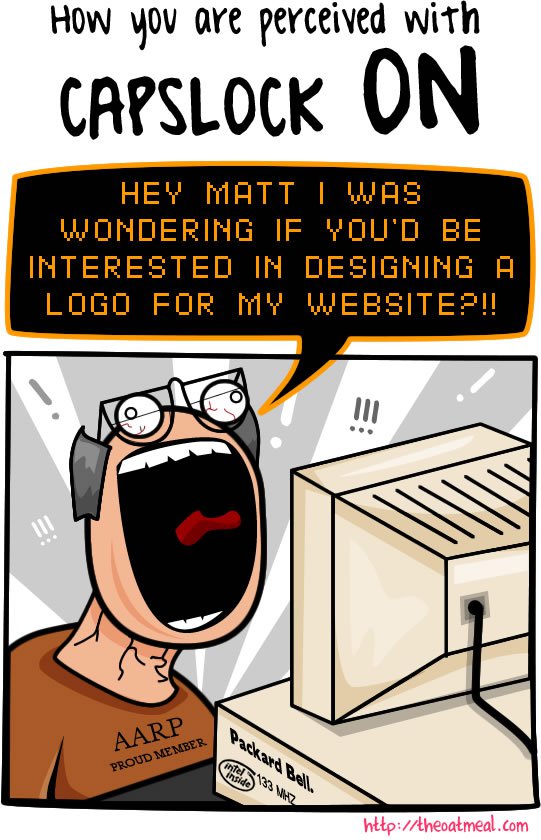 How you are perceived with
CAPSLOCK ON
HEY MATT I WAS
WONDERING IF YOU'D BE
INTERESTED IN DESIGNING A
LOGO FOR MY WEBSITE?!!
!
!
!!!
!!!
AARP
PROUD MEMBER
Packard Bell.
intel inside 133 MHZ
http://theoatmeal.com